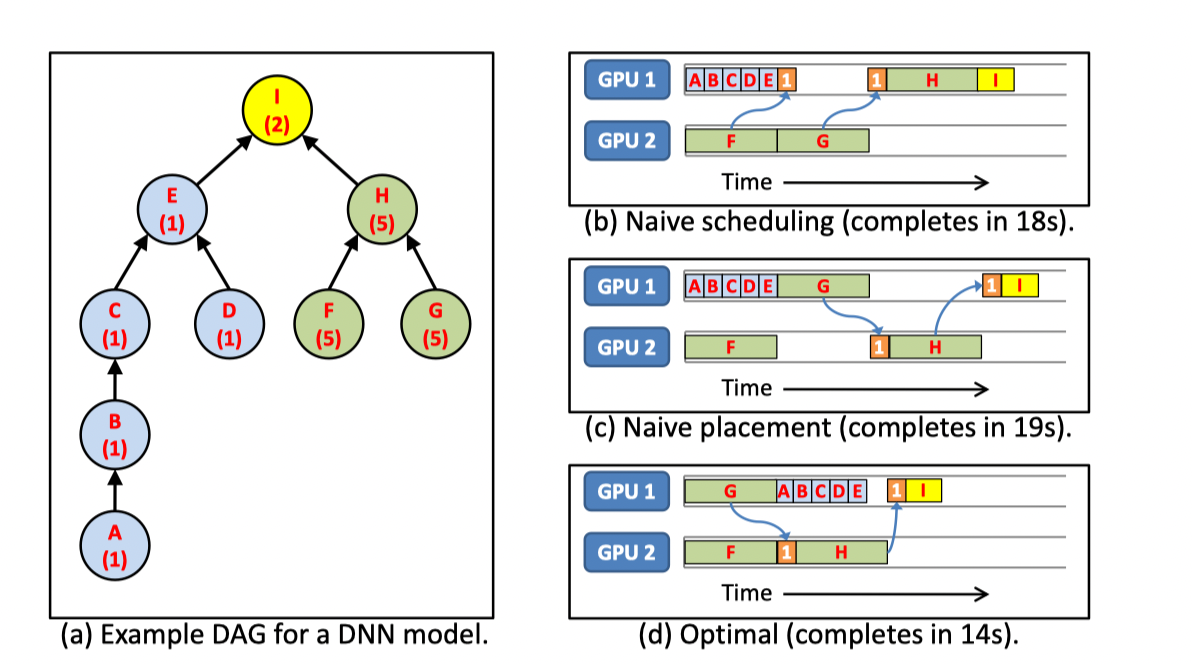 I
(2)
E
(1)
H
(5)
C
(1)
D
(1)
F
(5)
G
(5)
B
(1)
A
(1)
(a) Example DAG for a DNN model.
GPU 1 A B C D E 1 1 H I
GPU 2 F G
Time
(b) Naive scheduling (completes in 18s).
GPU 1 A B C D E G 1 I
GPU 2 F 1 H
Time
(c) Naive placement (completes in 19s).
GPU 1 G A B C D E 1 I
GPU 2 F 1 H
Time
(d) Optimal (completes in 14s).